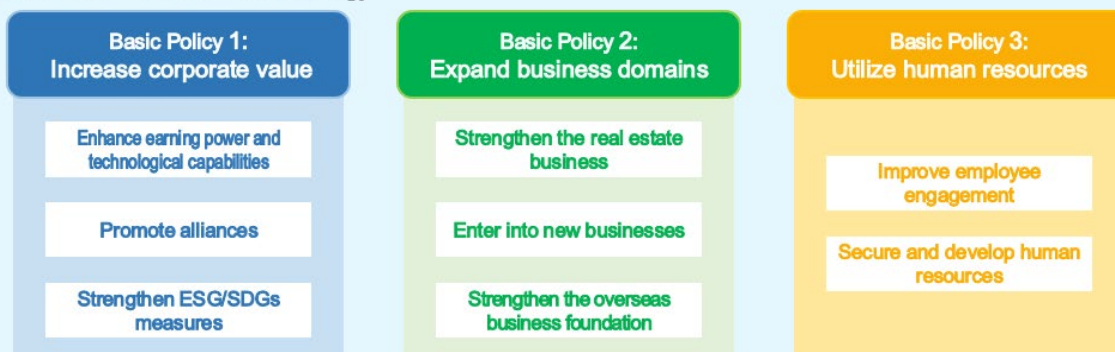 Basic Policy 1:
Increase corporate value
Enhance earning power and
technological capabilities
Promote alliances
Strengthen ESG/SDGs
measures
Basic Policy 2:
Expand business domains
Strengthen the real estate
business
Enter into new businesses
Strengthen the overseas
business foundation
Basic Policy 3:
Utilize human resources
Improve employee
engagement
Secure and develop human
resources